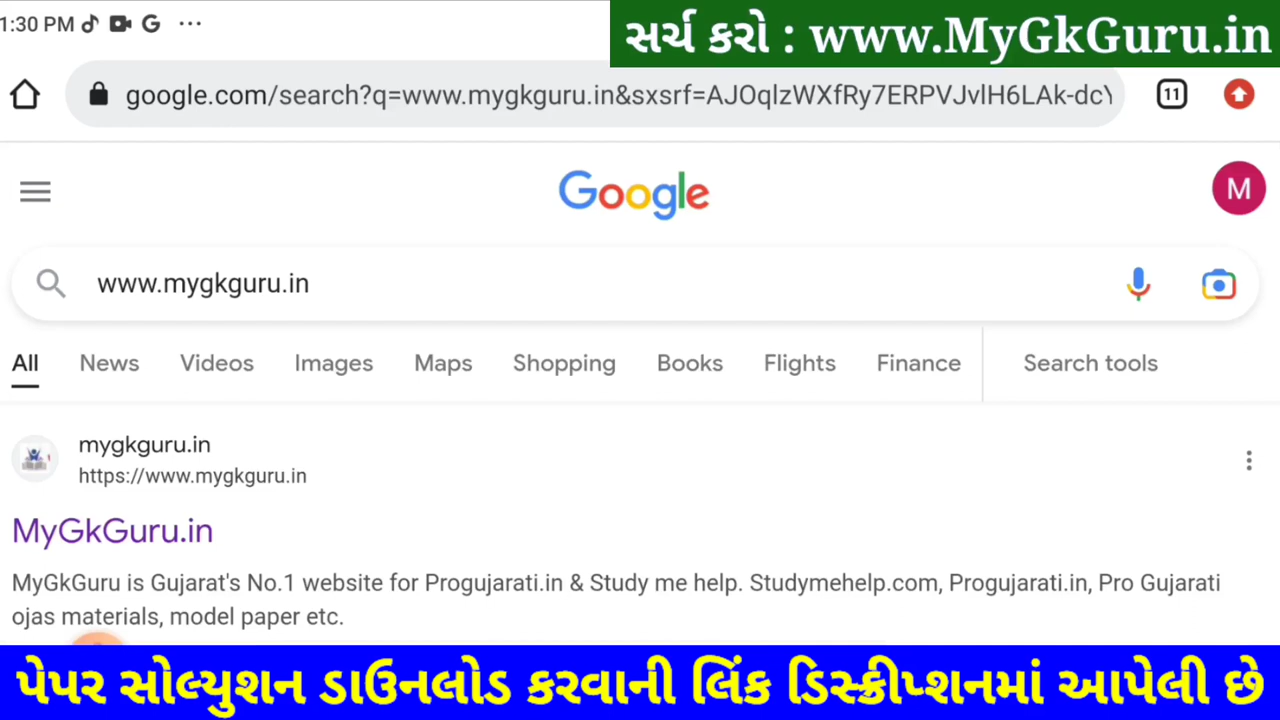 1:30 PM
સર્ચ કરો : www.MyGkGuru.in
google.com/search?q=www.mygkguru.in&sxsrf=AJOqlzWXfRy7ERPVJvlH6LAk-dcY
11
Google
M
www.mygkguru.in
All News Videos Images Maps Shopping Books Flights Finance Search tools
mygkguru.in
https://www.mygkguru.in
MyGkGuru.in
MyGkGuru is Gujarat's No.1 website for Progujarati.in & Study me help. Studymehelp.com, Progujarati.in, Pro Gujarati
ojas materials, model paper etc.
પેપર સોલ્યુશન ડાઉનલોડ કરવાની લિંક ડિસ્ક્રીપ્શનમાં આપેલી છે